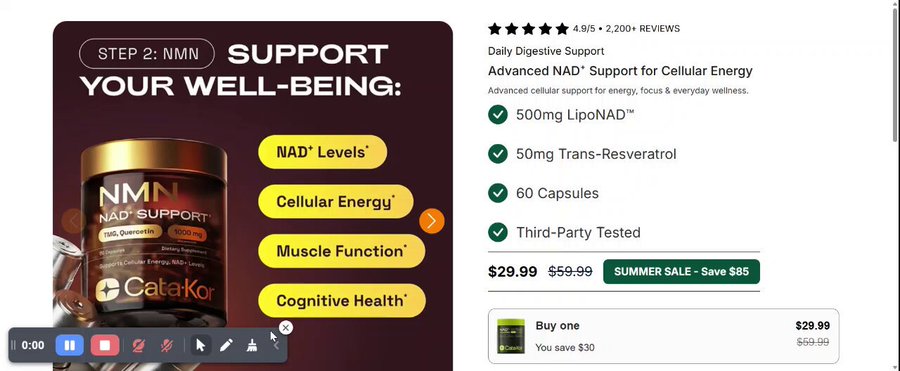 STEP 2: NMN
SUPPORT
YOUR WELL-BEING:
NMN
NAD+ SUPPORT*
TMG, Quercetin
1000 mg
Dietary Supplement
Supports Cellular Energy, NAD+ Levels
Cata-Kor
NAD+ Levels*
Cellular Energy*
Muscle Function*
Cognitive Health*
0:00
4.9/5 • 2,200+ REVIEWS
Daily Digestive Support
Advanced NAD+ Support for Cellular Energy
Advanced cellular support for energy, focus & everyday wellness.
500mg LipoNAD™
50mg Trans-Resveratrol
60 Capsules
Third-Party Tested
$29.99 $59.99 SUMMER SALE - Save $85
Buy one $29.99
You save $30 $59.99